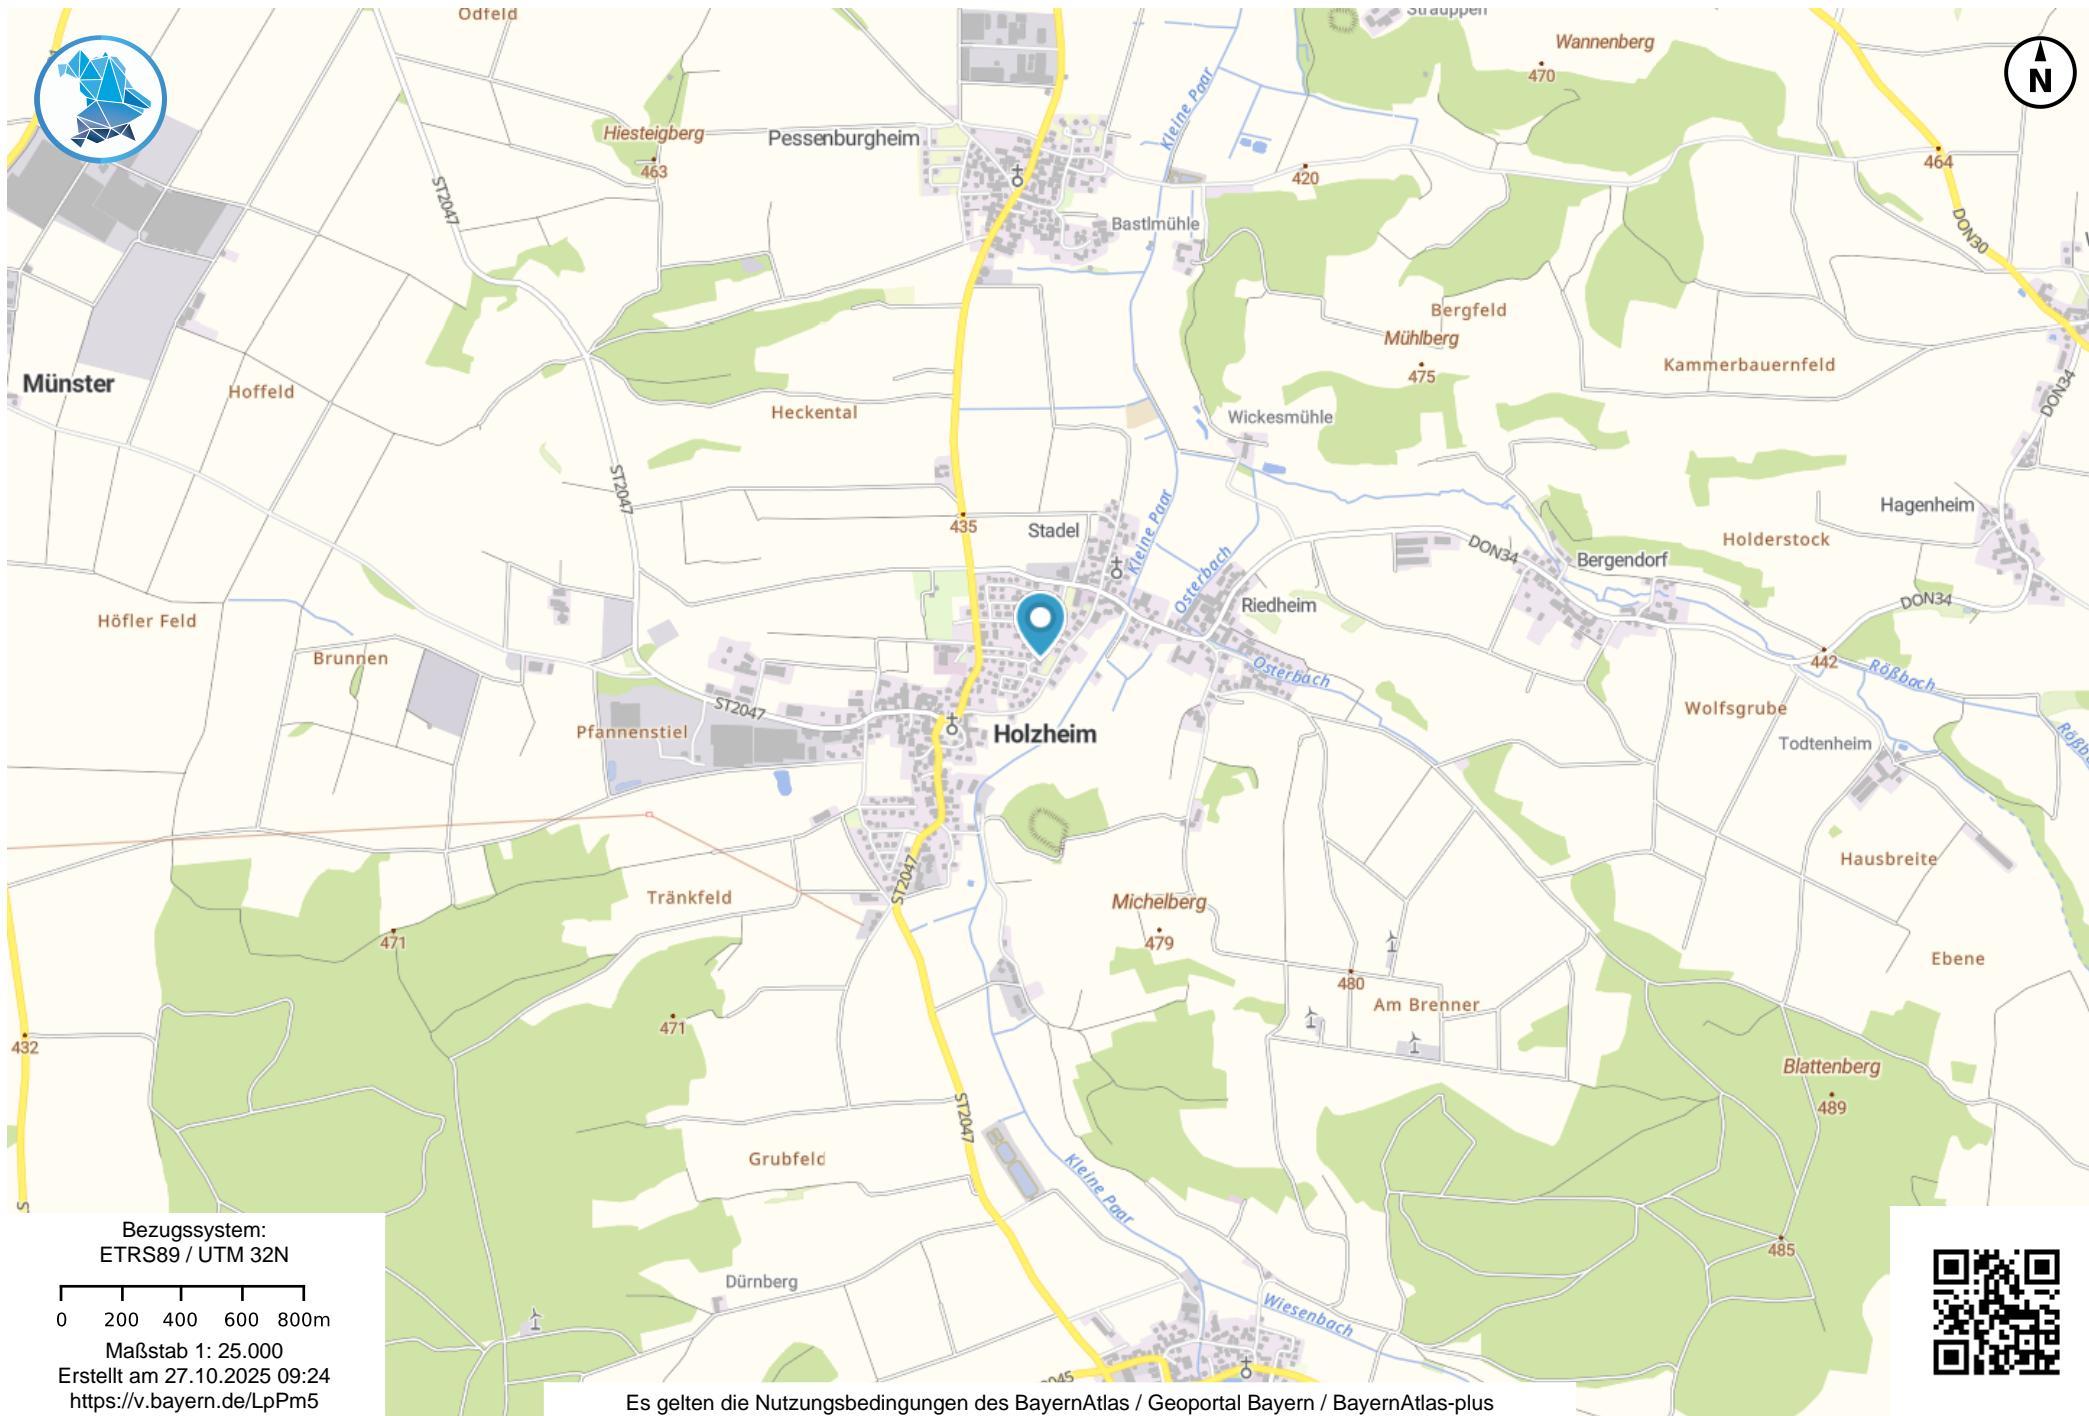 Odfeld
Strauppen
Wannenberg
470
N
Kleine Paar
Hiesteigberg
463
Pessenburgheim
464
420
ST2047
DON30
Bastlmühle
Bergfeld
Mühlberg
475
Kammerbauernfeld
Münster
Hoffeld
Heckental
DON34
Wickesmühle
ST2047
435
Stadel
Kleine Paar
Hagenheim
Holderstock
DON34
Bergendorf
Osterbach
Riedheim
DON34
Höfler Feld
Brunnen
442
Osterbach
Rößbach
Wolfsgrube
ST2047
Pfannenstiel
Holzheim
Todtenheim
Hausbreite
ST2047
Tränkfeld
Michelberg
479
471
Ebene
480
Am Brenner
471
432
Blattenberg
489
ST2047
Grubfeld
Kleine Paar
S
485
Dürnberg
Wiesenbach
2045
Bezugssystem:
ETRS89 / UTM 32N
0 200 400 600 800m
Maßstab 1: 25.000
Erstellt am 27.10.2025 09:24
https://v.bayern.de/LpPm5
Es gelten die Nutzungsbedingungen des BayernAtlas / Geoportal Bayern / BayernAtlas-plus